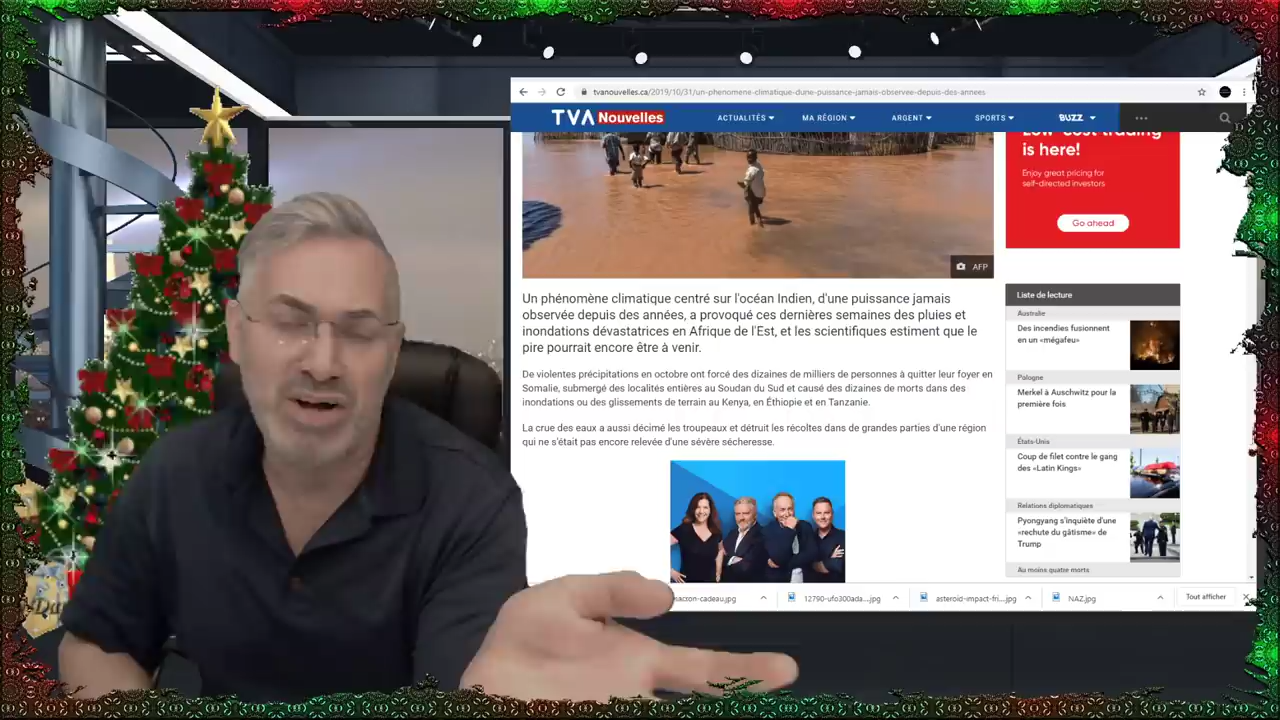 tvanouvelles.ca/2019/10/31/un-phenomene-climatique-dune-puissance-jamais-observee-depuis-des-annees
TVA Nouvelles
ACTUALITÉS
MA RÉGION
ARGENT
SPORTS
BUZZ
Low-cost trading
is here!
Enjoy great pricing for
self-directed investors
Go ahead
AFP
Un phénomène climatique centré sur l'océan Indien, d'une puissance jamais
observée depuis des années, a provoqué ces dernières semaines des pluies et
inondations dévastatrices en Afrique de l'Est, et les scientifiques estiment que le
pire pourrait encore être à venir.
De violentes précipitations en octobre ont forcé des dizaines de milliers de personnes à quitter leur foyer en
Somalie, submergé des localités entières au Soudan du Sud et causé des dizaines de morts dans des
inondations ou des glissements de terrain au Kenya, en Éthiopie et en Tanzanie.
La crue des eaux a aussi décimé les troupeaux et détruit les récoltes dans de grandes parties d'une région
qui ne s'était pas encore relevée d'une sévère sécheresse.
Liste de lecture
Australie
Des incendies fusionnent
en un «mégafeu»
Pologne
Merkel à Auschwitz pour la
première fois
États-Unis
Coup de filet contre le gang
des «Latin Kings»
Relations diplomatiques
Pyongyang s'inquiète d'une
«rechute du gâtisme» de
Trump
Au moins quatre morts
12790-ufo300ada....jpg
asteroid-impact-fri....jpg
NAZ.jpg
Tout afficher